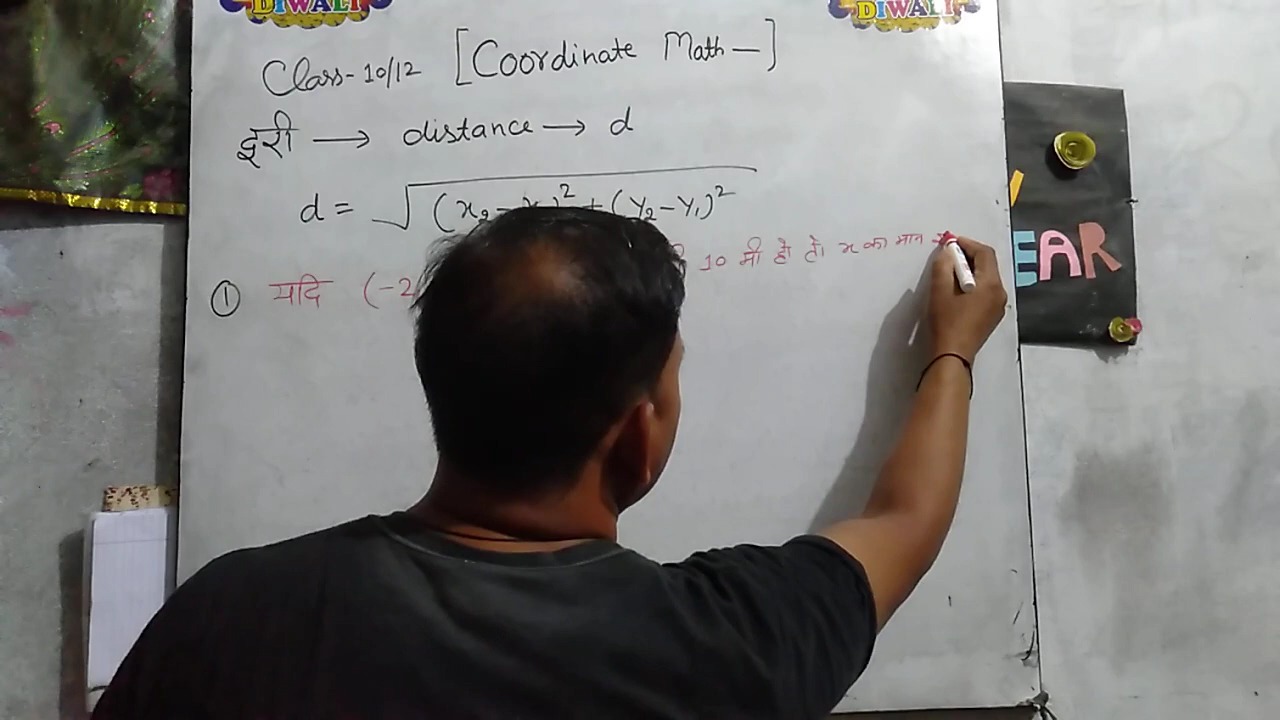 DIWALI
DIWALI
Class-10/12 [Coordinate Math—]
दूरी → distance → d
d = √(x₂ - x₁)² + (y₂ - y₁)²
① यदि (-2 10 मी हो तो x का मान
EAR